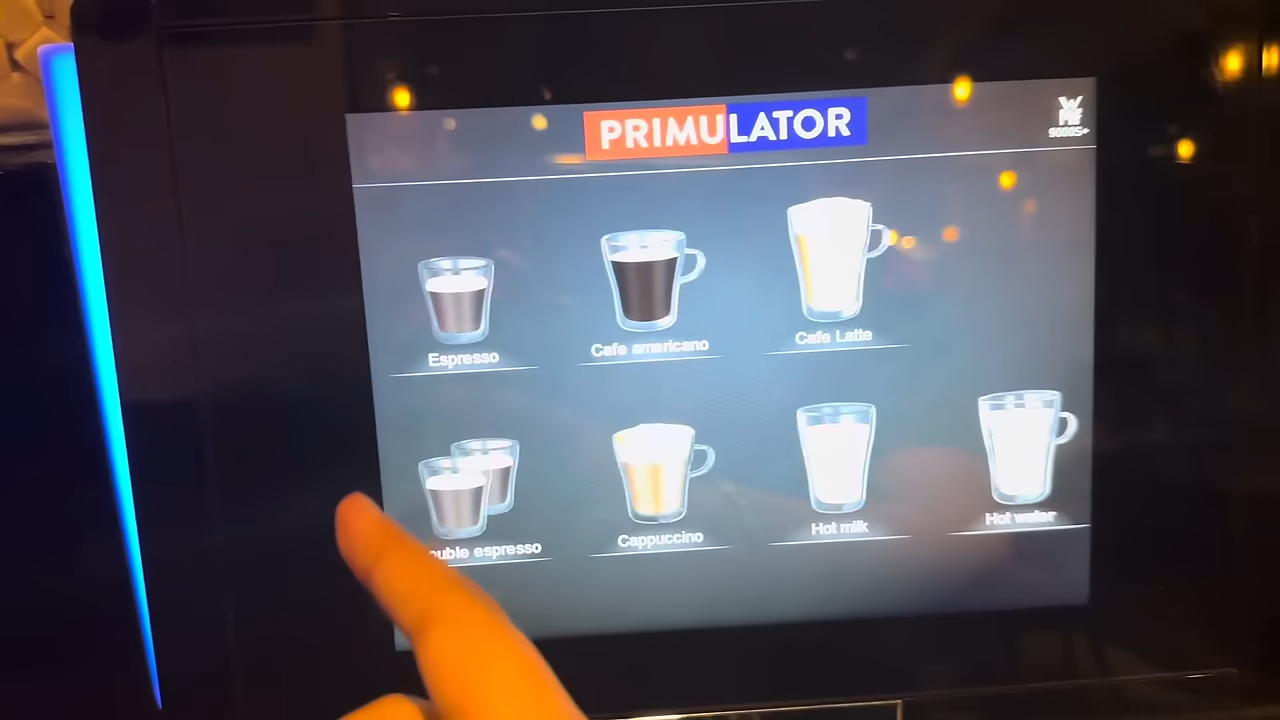 PRIMULATOR
WMF
9000S+
Espresso
Cafe americano
Cafe Latte
ouble espresso
Cappuccino
Hot milk
Hot water